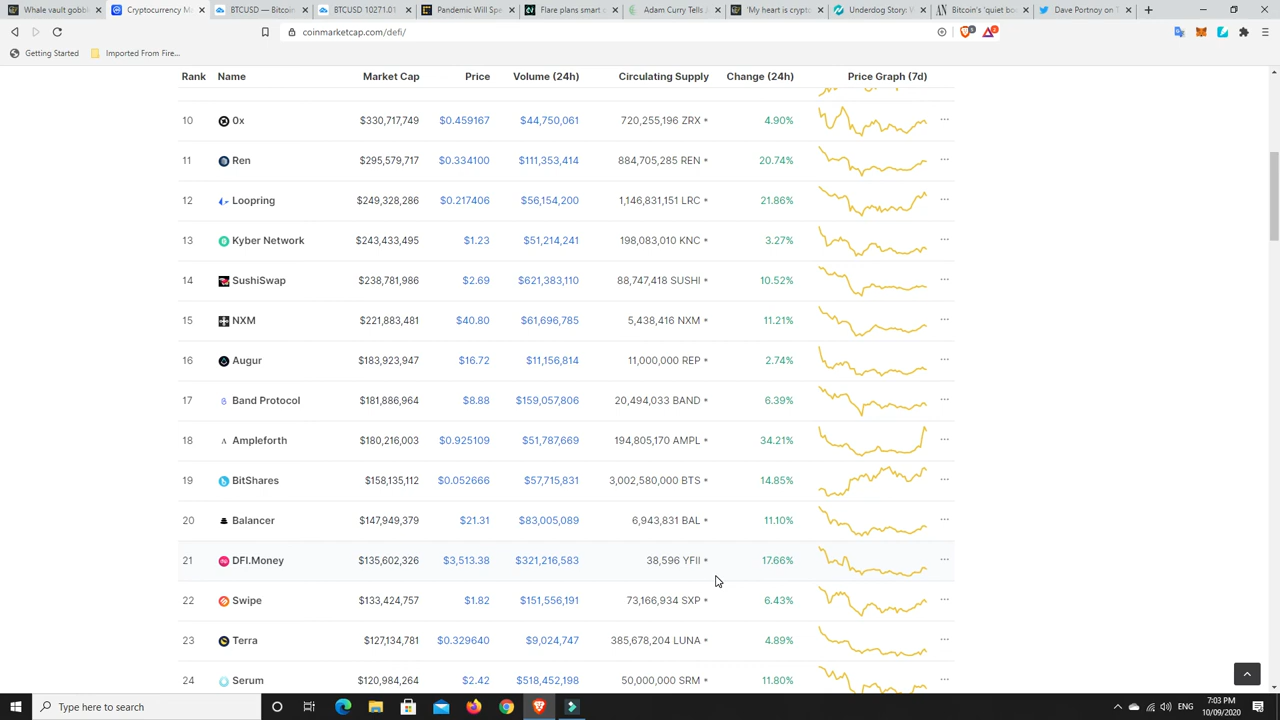 Whale vault gobbl
Cryptocurrency Ma
BTCUSD — Bitcoin
BTCUSD 10271.01
Pandemic Will Spe
Flare plans smart c
Adam Curry Tells J
'My heart is crypto
Underdog Story: W
Bitcoin's 'quiet bo
Dave Portnoy on T
coinmarketcap.com/defi/
Getting Started
Imported From Fire...
Rank Name Market Cap Price Volume (24h) Circulating Supply Change (24h) Price Graph (7d)
10 0x $330,717,749 $0.459167 $44,750,061 720,255,196 ZRX * 4.90%
11 Ren $295,579,717 $0.334100 $111,353,414 884,705,285 REN * 20.74%
12 Loopring $249,328,286 $0.217406 $56,154,200 1,146,831,151 LRC * 21.86%
13 Kyber Network $243,433,495 $1.23 $51,214,241 198,083,010 KNC * 3.27%
14 SushiSwap $238,781,986 $2.69 $621,383,110 88,747,418 SUSHI * 10.52%
15 NXM $221,883,481 $40.80 $61,696,785 5,438,416 NXM * 11.21%
16 Augur $183,923,947 $16.72 $11,156,814 11,000,000 REP * 2.74%
17 Band Protocol $181,886,964 $8.88 $159,057,806 20,494,033 BAND * 6.39%
18 Ampleforth $180,216,003 $0.925109 $51,787,669 194,805,170 AMPL * 34.21%
19 BitShares $158,135,112 $0.052666 $57,715,831 3,002,580,000 BTS * 14.85%
20 Balancer $147,949,379 $21.31 $83,005,089 6,943,831 BAL * 11.10%
21 DFI.Money $135,602,326 $3,513.38 $321,216,583 38,596 YFII * 17.66%
22 Swipe $133,424,757 $1.82 $151,556,191 73,166,934 SXP * 6.43%
23 Terra $127,134,781 $0.329640 $9,024,747 385,678,204 LUNA * 4.89%
24 Serum $120,984,264 $2.42 $518,452,198 50,000,000 SRM * 11.80%
Type here to search
ENG
7:03 PM
10/09/2020